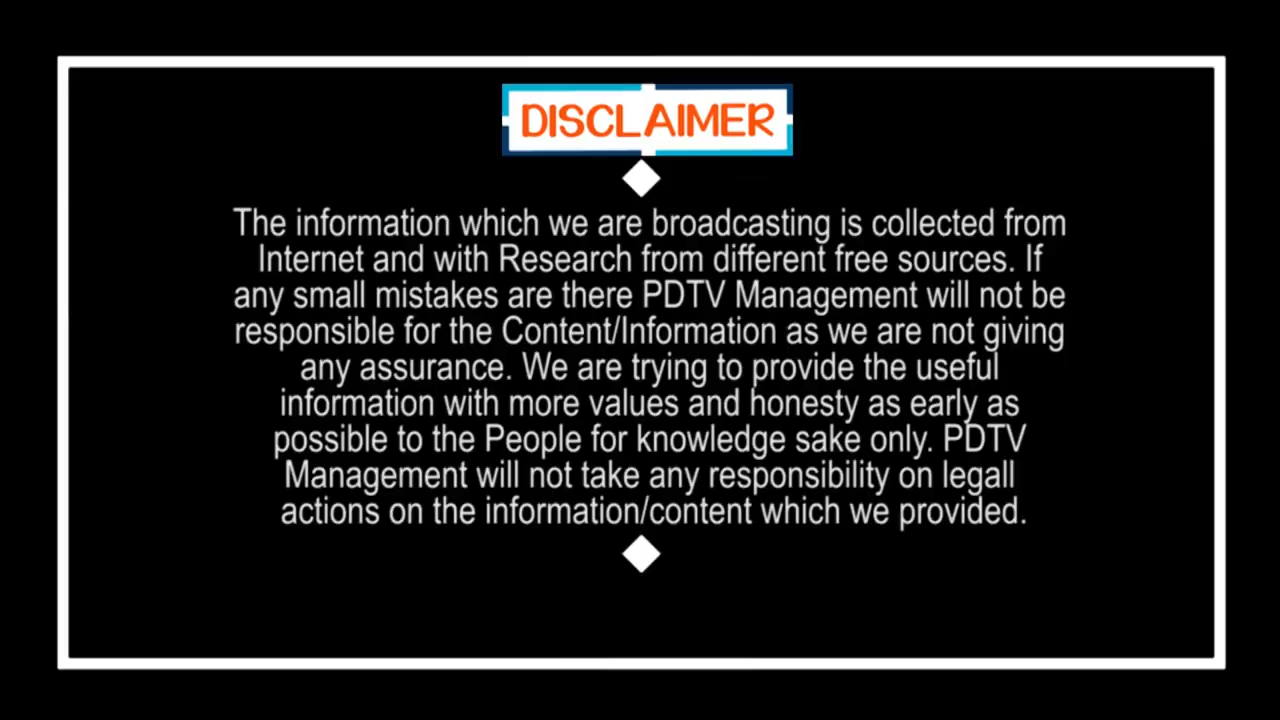 DISCLAIMER
The information which we are broadcasting is collected from
Internet and with Research from different free sources. If
any small mistakes are there PDTV Management will not be
responsible for the Content/Information as we are not giving
any assurance. We are trying to provide the useful
information with more values and honesty as early as
possible to the People for knowledge sake only. PDTV
Management will not take any responsibility on legall
actions on the information/content which we provided.